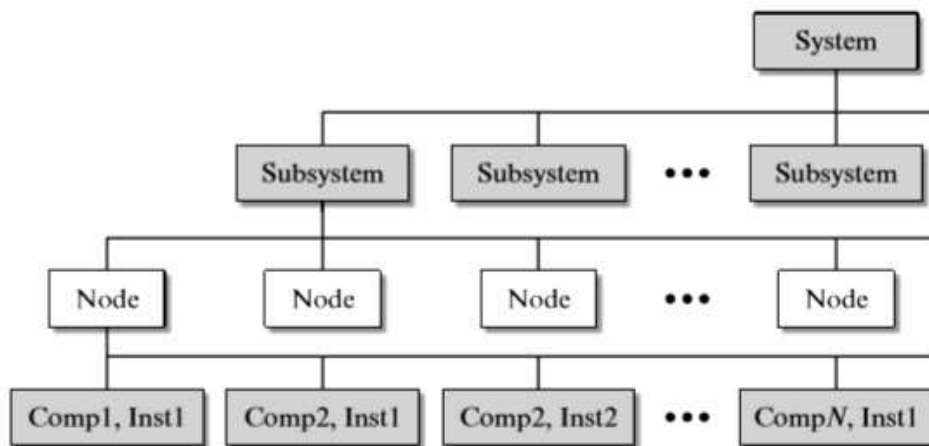 System
Subsystem
Subsystem
•••
Subsystem
Node
Node
Node
•••
Node
Comp1, Inst1
Comp2, Inst1
Comp2, Inst2
•••
CompN, Inst1